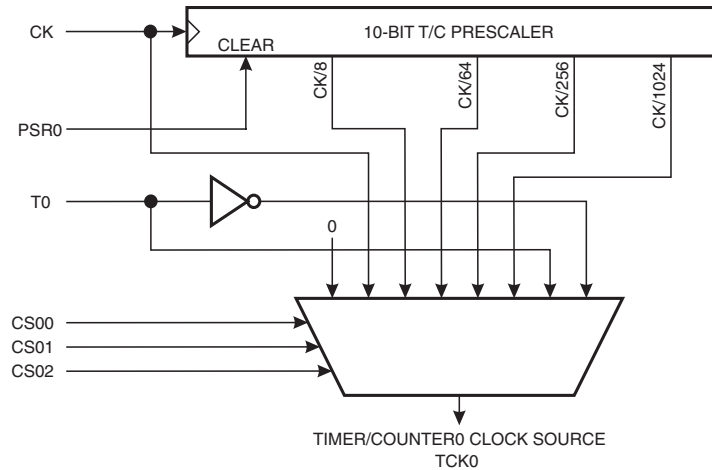 CK
10-BIT T/C PRESCALER
CLEAR
CK/8
CK/64
CK/256
CK/1024
PSR0
T0
0
CS00
CS01
CS02
TIMER/COUNTER0 CLOCK SOURCE
TCK0